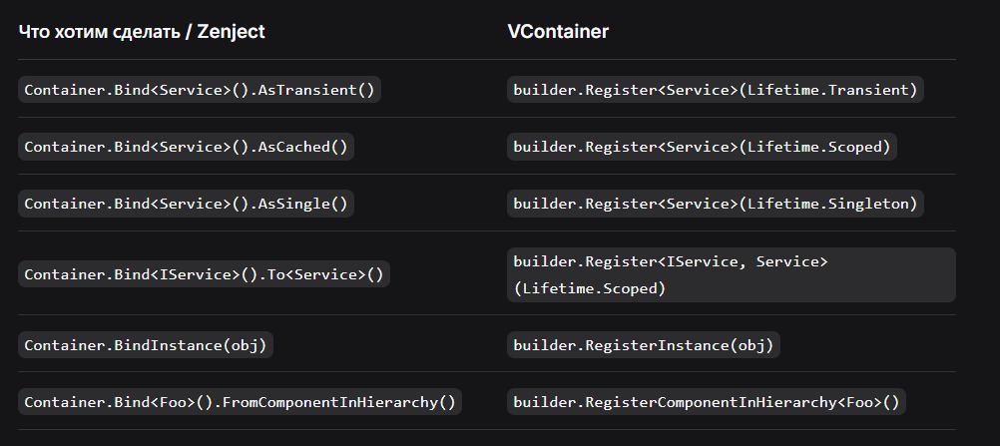 Что хотим сделать / Zenject VContainer
Container.Bind<Service>().AsTransient() builder.Register<Service>(Lifetime.Transient)
Container.Bind<Service>().AsCached() builder.Register<Service>(Lifetime.Scoped)
Container.Bind<Service>().AsSingle() builder.Register<Service>(Lifetime.Singleton)
Container.Bind<IService>().To<Service>() builder.Register<IService, Service>
(Lifetime.Scoped)
Container.BindInstance(obj) builder.RegisterInstance(obj)
Container.Bind<Foo>().FromComponentInHierarchy() builder.RegisterComponentInHierarchy<Foo>()